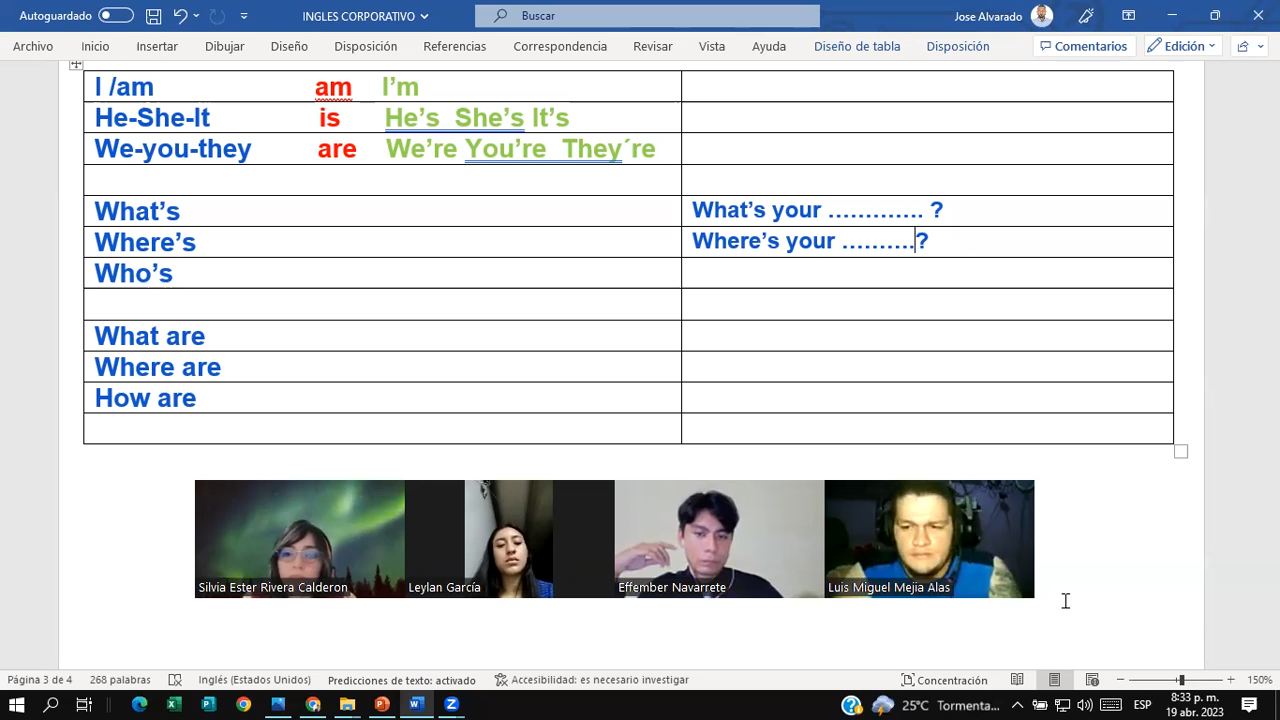 Autoguardado
INGLES CORPORATIVO
Buscar
Jose Alvarado
Archivo Inicio Insertar Dibujar Diseño Disposición Referencias Correspondencia Revisar Vista Ayuda Diseño de tabla Disposición Comentarios Edición
I /am am I’m
He-She-It is He’s She’s It’s
We-you-they are We’re You’re They´re
What’s What’s your …………. ?
Where’s Where’s your ……….?
Who’s
What are
Where are
How are
Silvia Ester Rivera Calderon
Leylan García
Effember Navarrete
Luis Miguel Mejia Alas
Página 3 de 4 268 palabras Inglés (Estados Unidos) Predicciones de texto: activado Accesibilidad: es necesario investigar Concentración 150%
25°C Tormenta... ESP 8:33 p. m.
19 abr. 2023